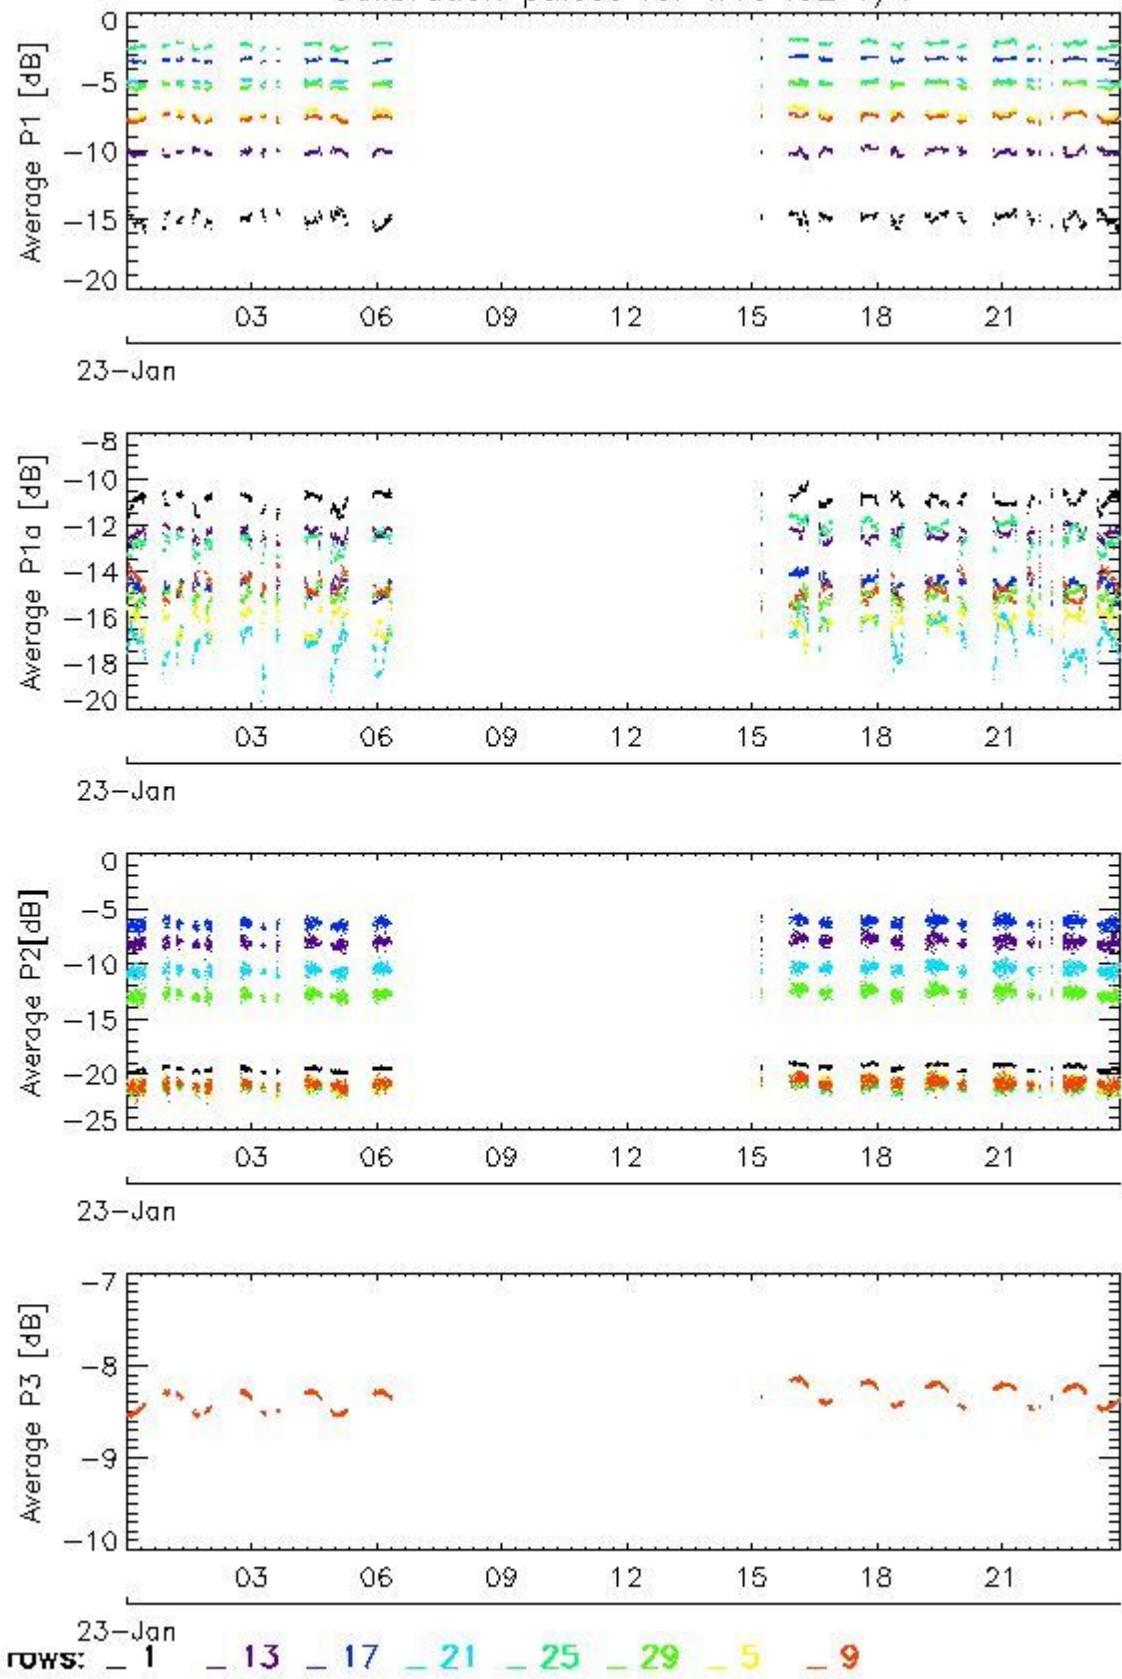 0
−5
−10
−15
−20
Average P1 [dB]
03 06 09 12 15 18 21
23−Jan
−8
−10
−12
−14
−16
−18
−20
Average P1a [dB]
03 06 09 12 15 18 21
23−Jan
0
−5
−10
−15
−20
−25
Average P2[dB]
03 06 09 12 15 18 21
23−Jan
−7
−8
−9
−10
Average P3 [dB]
03 06 09 12 15 18 21
23−Jan
rows: _ 1 _ 13 _ 17 _ 21 _ 25 _ 29 _ 5 _ 9